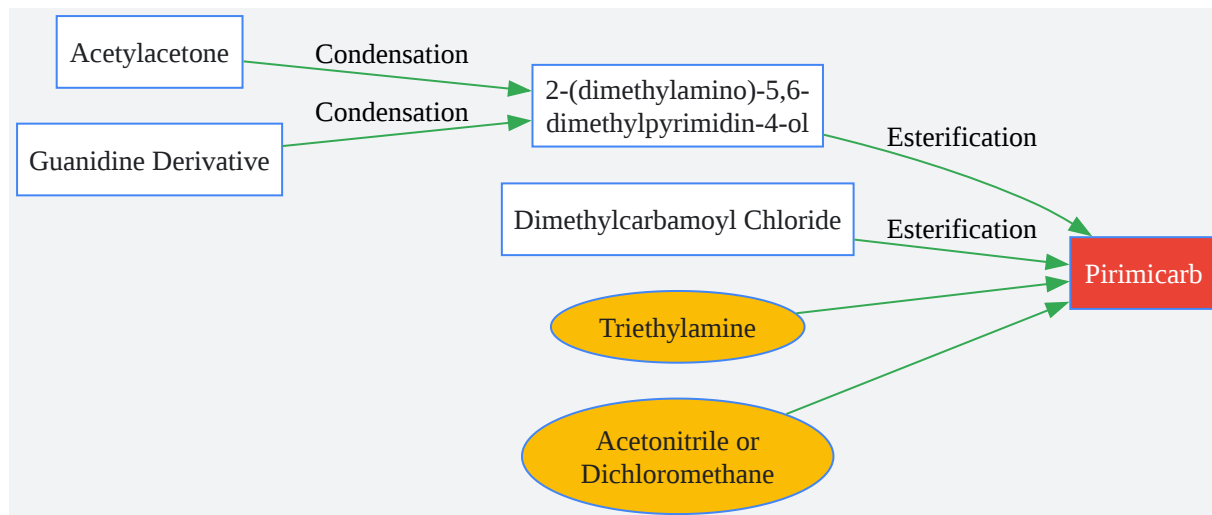 Acetylacetone
Condensation
Condensation
Guanidine Derivative
2-(dimethylamino)-5,6-
dimethylpyrimidin-4-ol
Esterification
Dimethylcarbamoyl Chloride
Esterification
Pirimicarb
Triethylamine
Acetonitrile or
Dichloromethane